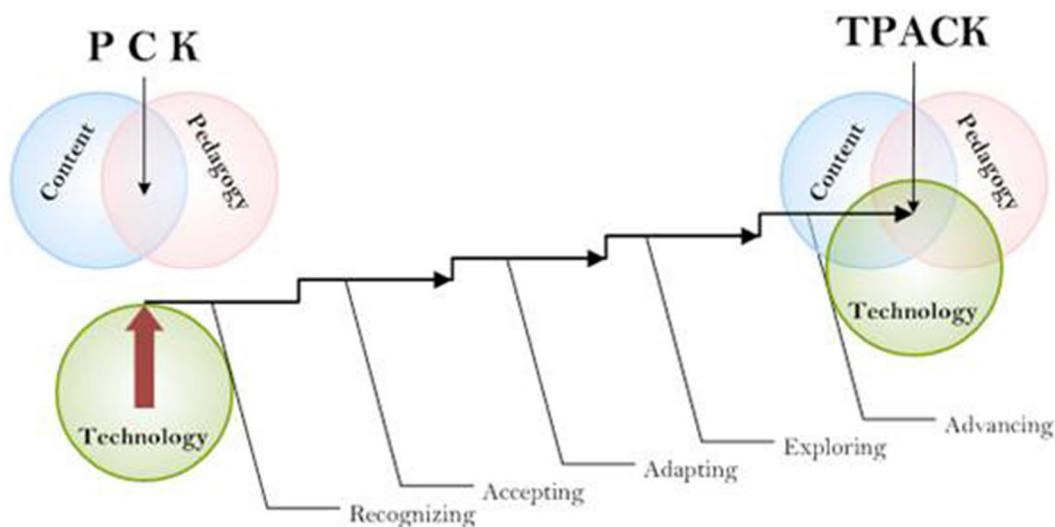 P C K
TPACK
Content
Pedagogy
Content
Pedagogy
Technology
Technology
Recognizing
Accepting
Adapting
Exploring
Advancing